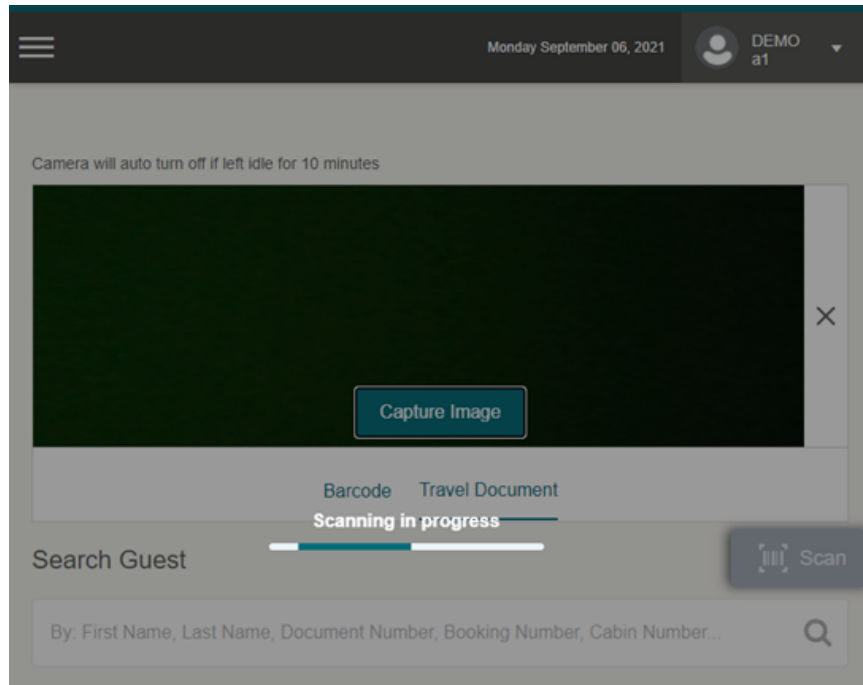 Monday September 06, 2021
DEMO
a1
Camera will auto turn off if left idle for 10 minutes
Capture Image
Barcode Travel Document
Scanning in progress
Search Guest
Scan
By: First Name, Last Name, Document Number, Booking Number, Cabin Number...